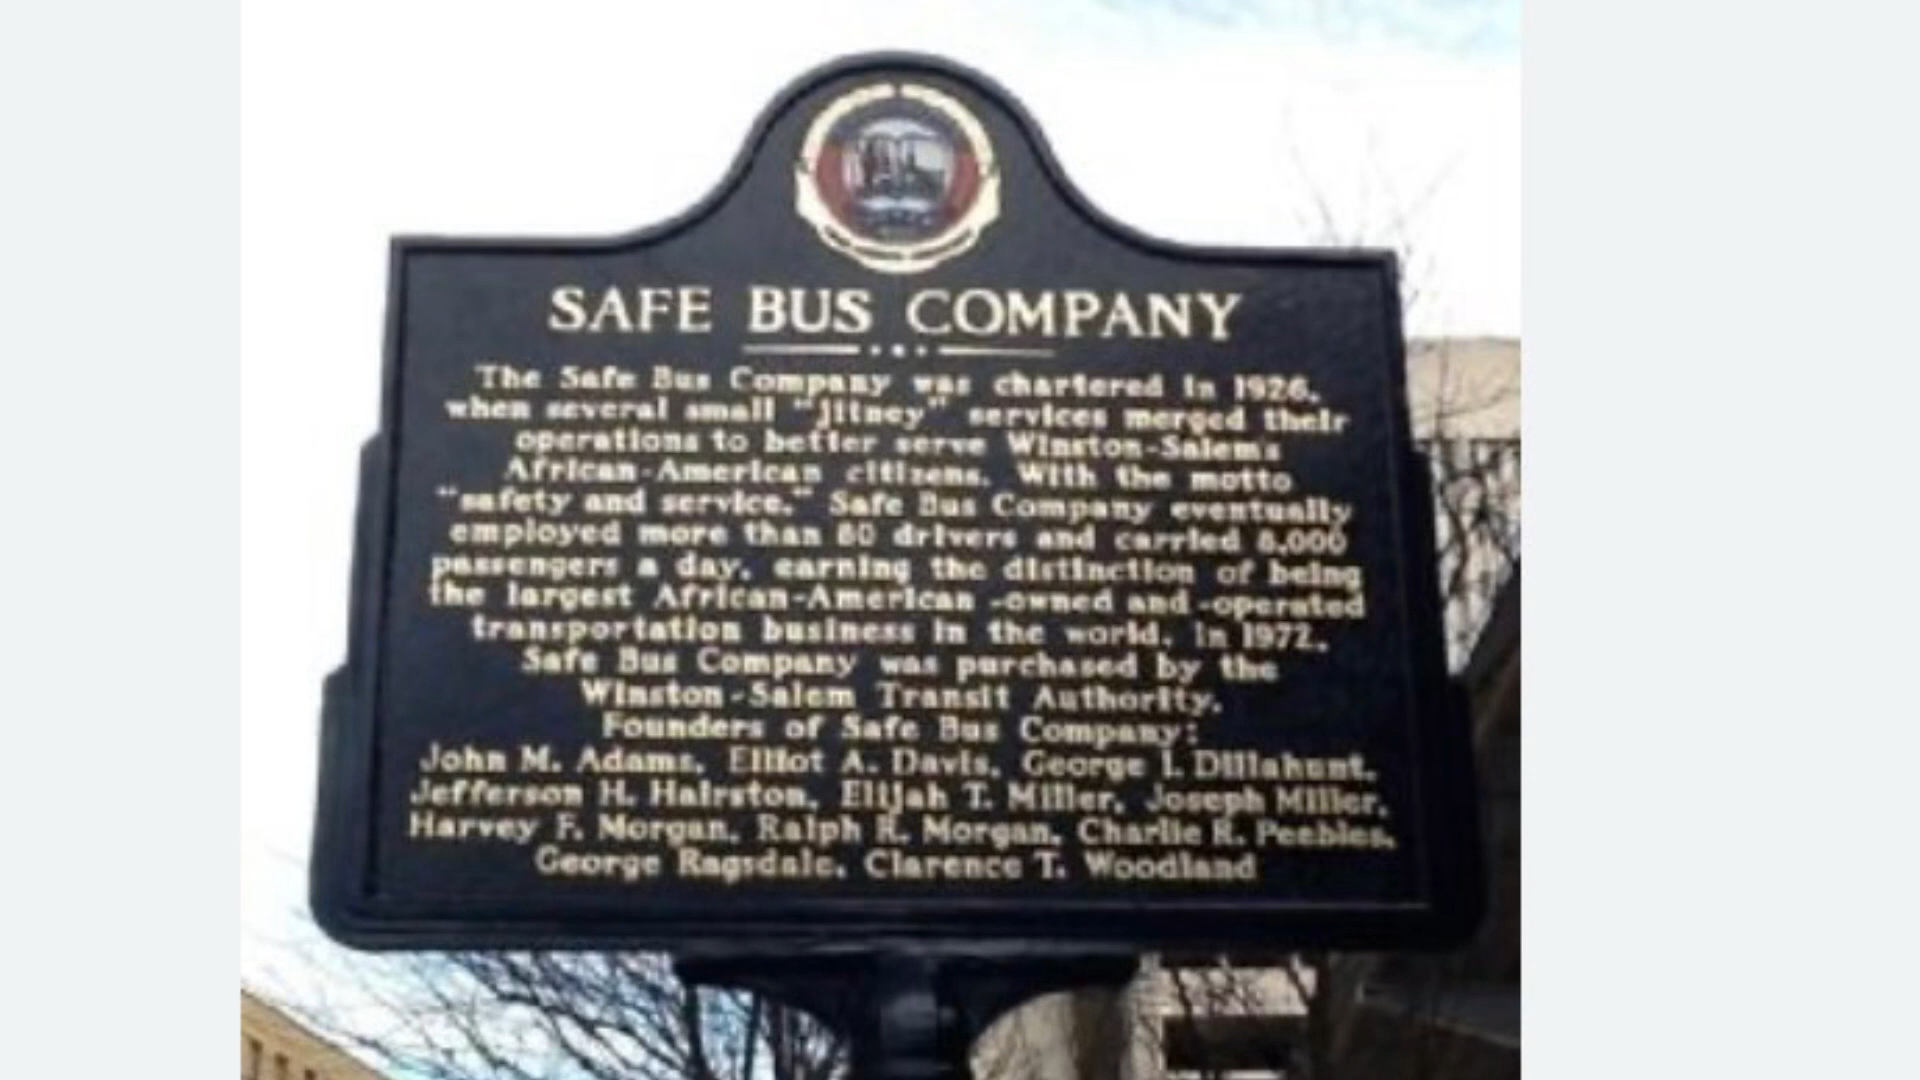 SAFE BUS COMPANY
The Safe Bus Company was chartered in 1926,
when several small "jitney" services merged their
operations to better serve Winston-Salem's
African-American citizens. With the motto
"safety and service," Safe Bus Company eventually
employed more than 80 drivers and carried 8,000
passengers a day, earning the distinction of being
the largest African-American -owned and -operated
transportation business in the world. In 1972,
Safe Bus Company was purchased by the
Winston-Salem Transit Authority.
Founders of Safe Bus Company:
John M. Adams, Elliot A. Davis, George I. Dillahunt,
Jefferson H. Hairston, Elijah T. Miller, Joseph Miller,
Harvey F. Morgan, Ralph R. Morgan, Charlie R. Peebles,
George Ragsdale, Clarence T. Woodland